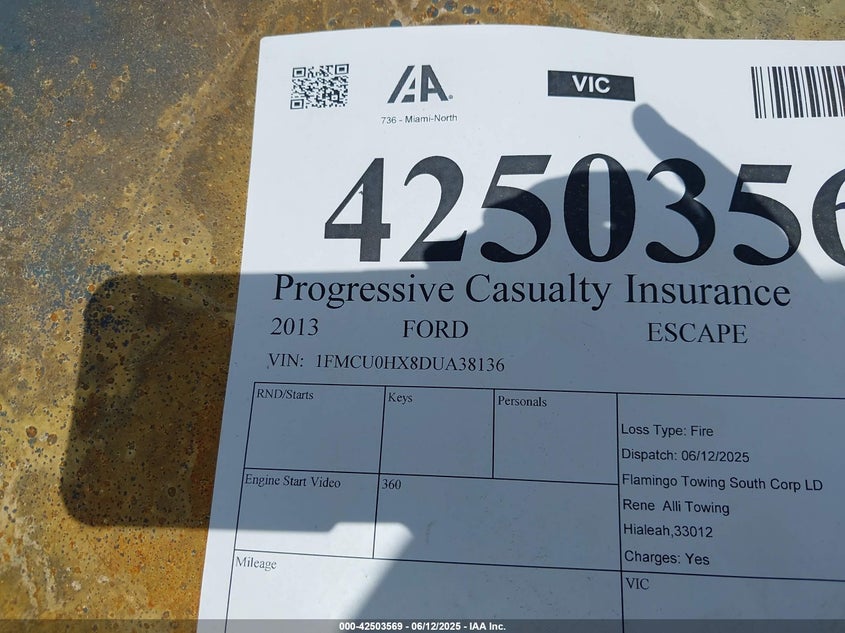 IAA
VIC
736 - Miami-North
4250356
Progressive Casualty Insurance
2013 FORD ESCAPE
VIN: 1FMCU0HX8DUA38136
RND/Starts Keys Personals
Loss Type: Fire
Dispatch: 06/12/2025
Engine Start Video 360
Flamingo Towing South Corp LD
Rene Alli Towing
Hialeah,33012
Charges: Yes
Mileage
VIC
000-42503569 - 06/12/2025 - IAA Inc.